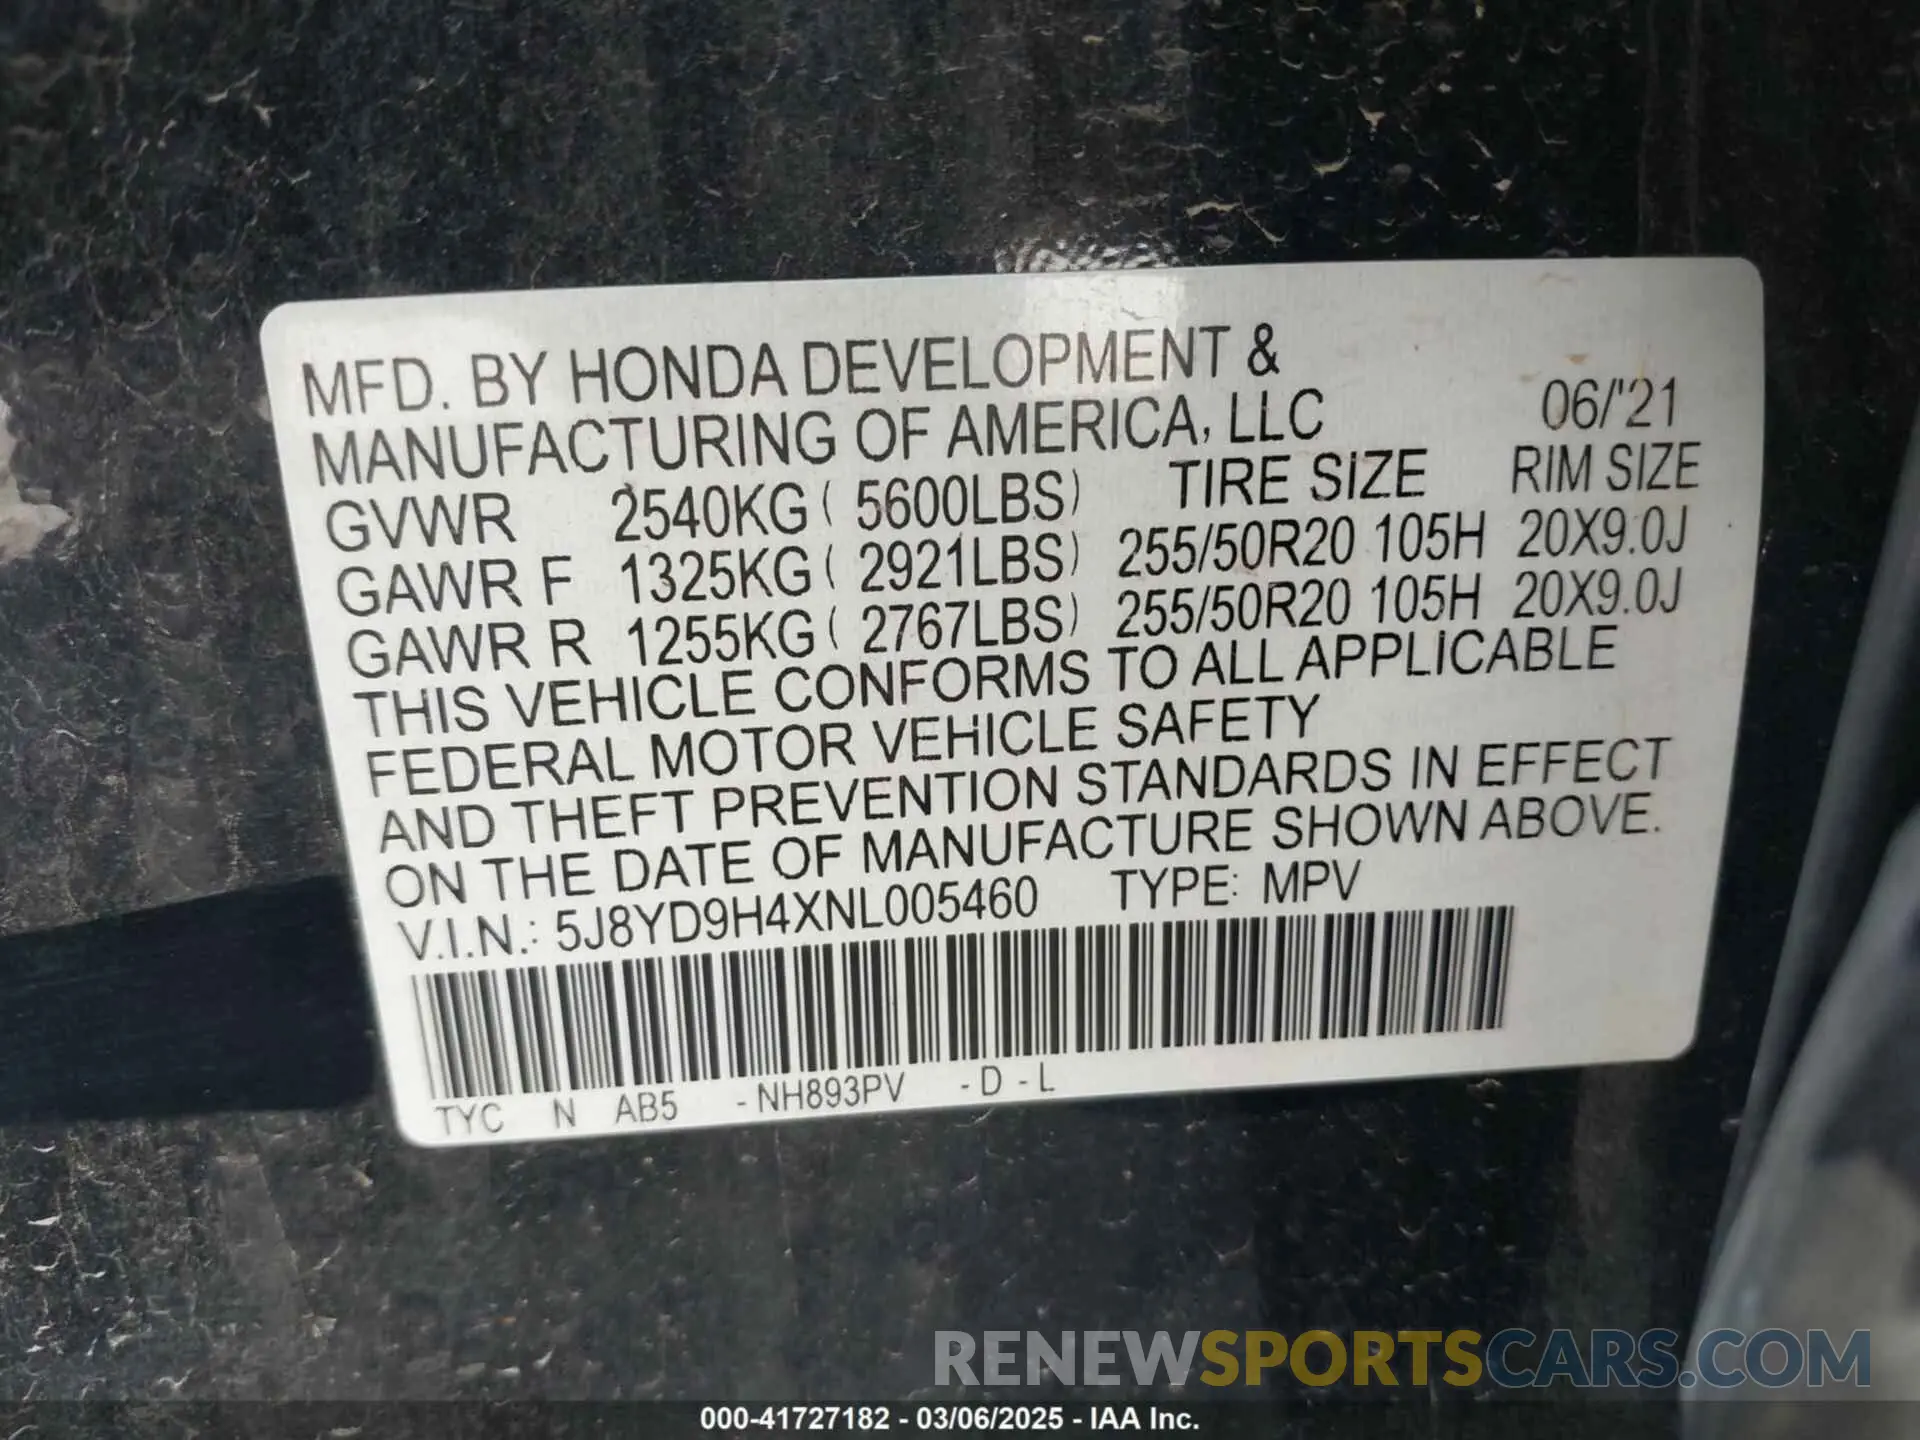 MFD. BY HONDA DEVELOPMENT &
MANUFACTURING OF AMERICA, LLC 06/'21
GVWR 2540KG ( 5600LBS) TIRE SIZE RIM SIZE
GAWR F 1325KG ( 2921LBS) 255/50R20 105H 20X9.0J
GAWR R 1255KG ( 2767LBS) 255/50R20 105H 20X9.0J
THIS VEHICLE CONFORMS TO ALL APPLICABLE
FEDERAL MOTOR VEHICLE SAFETY
AND THEFT PREVENTION STANDARDS IN EFFECT
ON THE DATE OF MANUFACTURE SHOWN ABOVE.
V.I.N.: 5J8YD9H4XNL005460 TYPE: MPV
TYC N AB5 -NH893PV -D-L
RENEWSPORTSCARS.COM
000-41727182 - 03/06/2025 - IAA Inc.